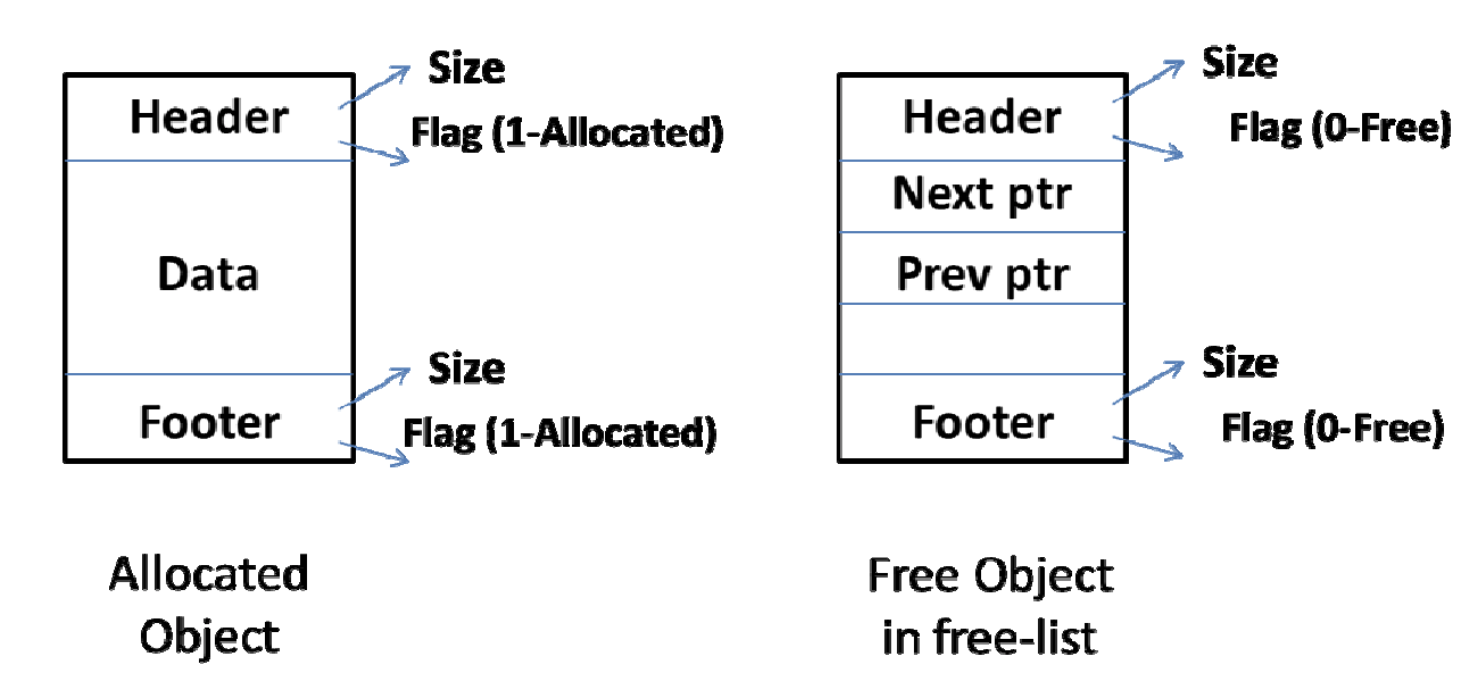 Header
Size
Flag (1-Allocated)
Data
Footer
Size
Flag (1-Allocated)
Allocated
Object
Header
Size
Flag (0-Free)
Next ptr
Prev ptr
Footer
Size
Flag (0-Free)
Free Object
in free-list